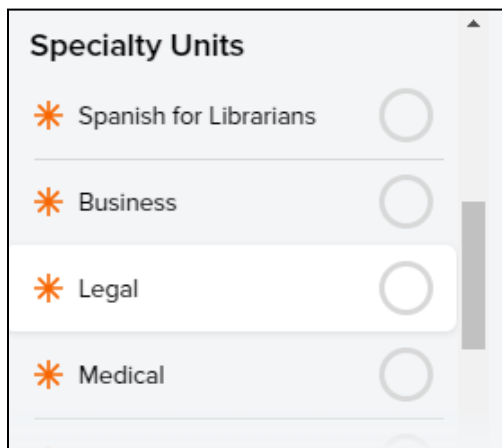 Specialty Units
Spanish for Librarians
Business
Legal
Medical